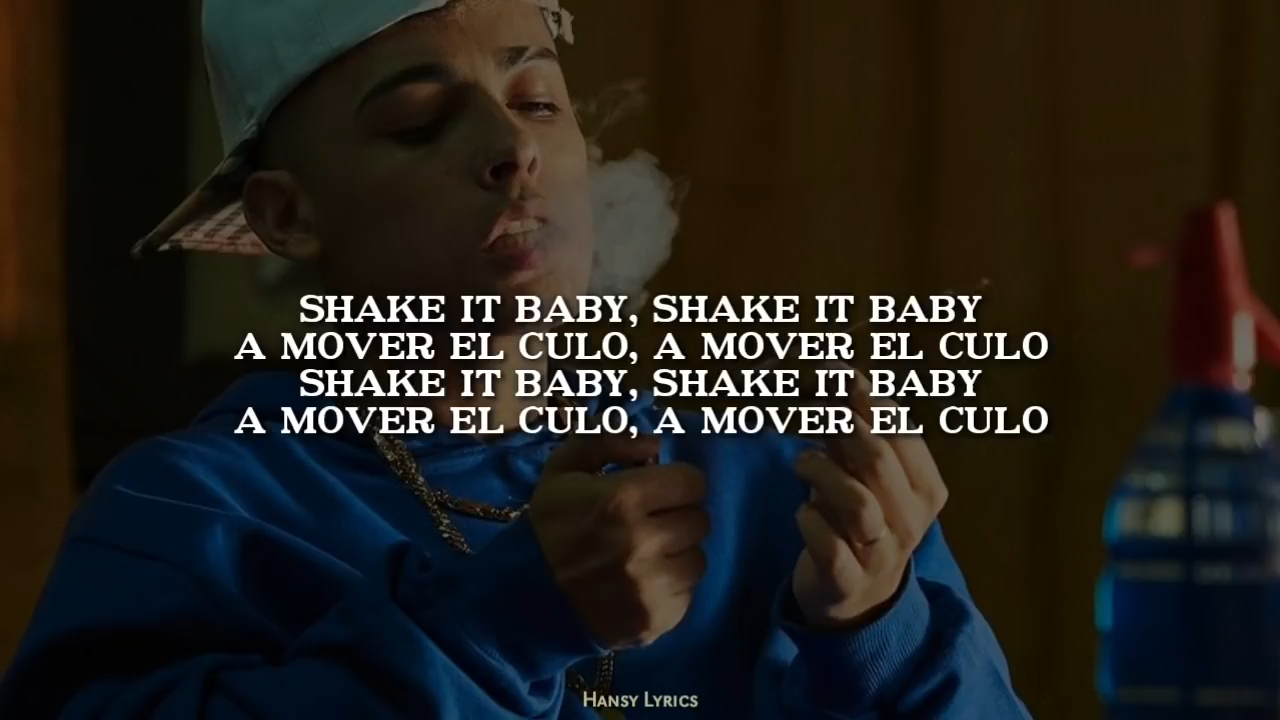 SHAKE IT BABY, SHAKE IT BABY
A MOVER EL CULO, A MOVER EL CULO
SHAKE IT BABY, SHAKE IT BABY
A MOVER EL CULO, A MOVER EL CULO
HANSY LYRICS